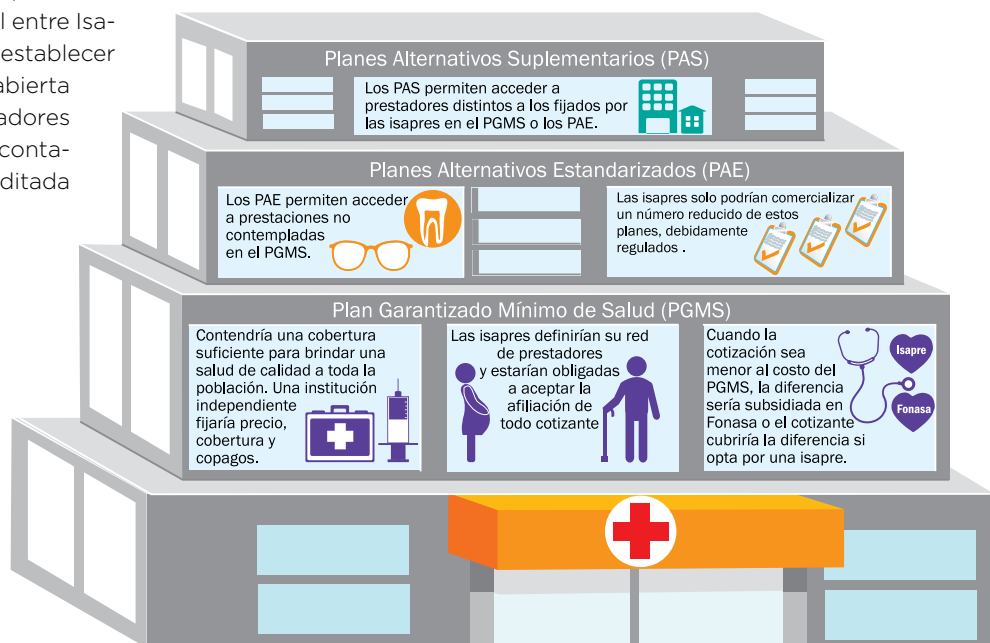 l entre Isa-
establecer
abierta
adores
conta-
ditada
Planes Alternativos Suplementarios (PAS)
Los PAS permiten acceder a
prestadores distintos a los fijados por
las isapres en el PGMS o los PAE.
Planes Alternativos Estandarizados (PAE)
Los PAE permiten acceder
a prestaciones no
contempladas
en el PGMS.
Las isapres solo podrían comercializar
un número reducido de estos
planes, debidamente
regulados .
Plan Garantizado Mínimo de Salud (PGMS)
Contendría una cobertura
suficiente para brindar una
salud de calidad a toda la
población. Una institución
independiente
fijaría precio,
cobertura y
copagos.
Las isapres definirían su red
de prestadores
y estarían obligadas
a aceptar la
afiliación de
todo cotizante
Cuando la
cotización sea
menor al costo del
PGMS, la diferencia
sería subsidiada en
Fonasa o el cotizante
cubriría la diferencia si
opta por una isapre.
Isapre
Fonasa